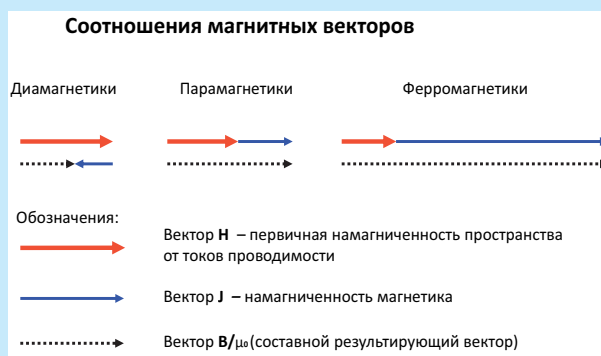 Соотношения магнитных векторов
Диамагнетики Парамагнетики Ферромагнетики
Обозначения:
Вектор H – первичная намагниченность пространства
от токов проводимости
Вектор J – намагниченность магнетика
Вектор B/μ₀ (составной результирующий вектор)